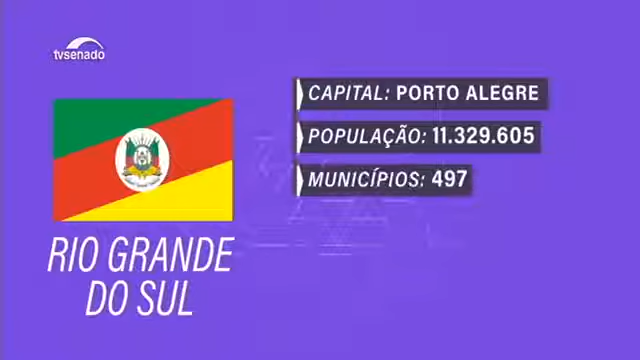 tvsenado
CAPITAL: PORTO ALEGRE
POPULAÇÃO: 11.329.605
MUNICÍPIOS: 497
RIO GRANDE
DO SUL